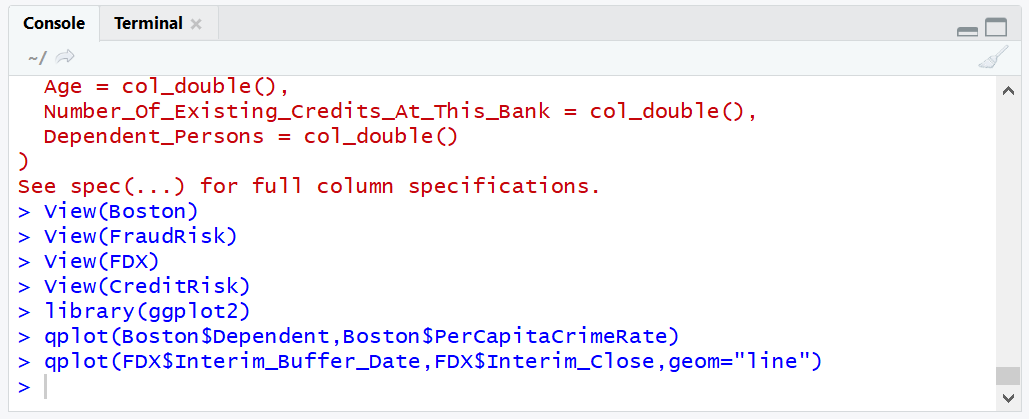 Console Terminal
~/
Age = col_double(),
Number_Of_Existing_Credits_At_This_Bank = col_double(),
Dependent_Persons = col_double()
)
See spec(...) for full column specifications.
> View(Boston)
> View(FraudRisk)
> View(FDX)
> View(CreditRisk)
> library(ggplot2)
> qplot(Boston$Dependent,Boston$PerCapitaCrimeRate)
> qplot(FDX$Interim_Buffer_Date,FDX$Interim_Close,geom="line")
>